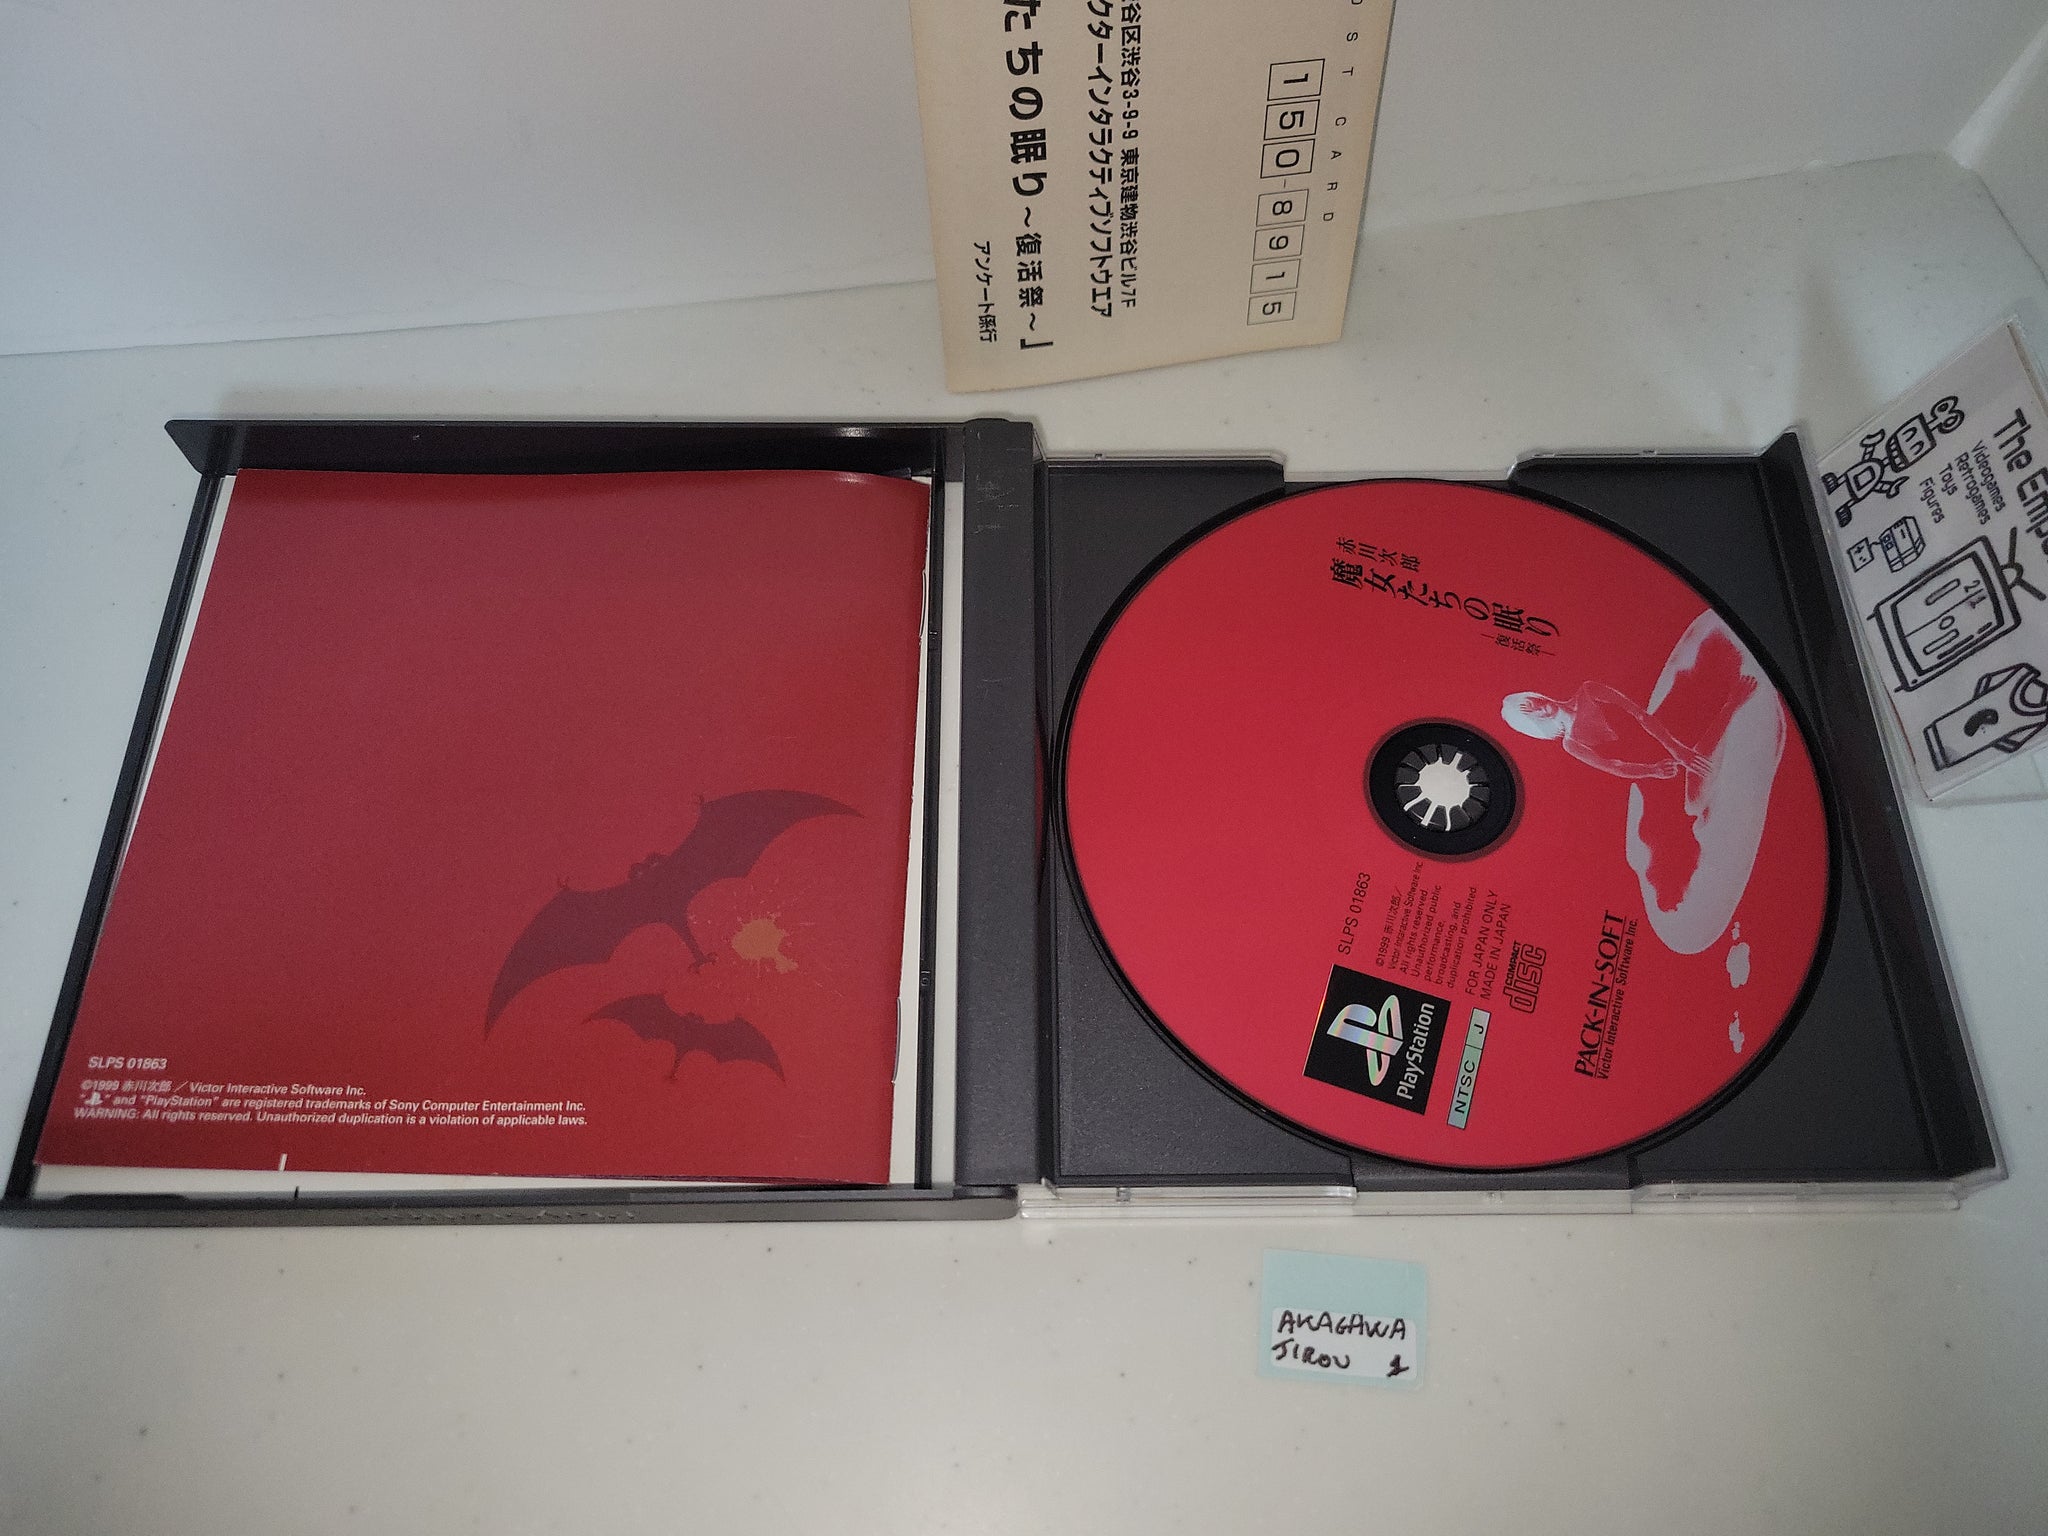 POST CARD
150-8915
谷区渋谷3-9-9 東京建物渋谷ビル7F
クターインタラクティブソフトウエア
たちの眠り～復活祭～」
アンケート係行
The Emp
Videogames
Retrogames
Toys
Figures
赤川次郎
魔女たちの眠り
復活祭
SLPS 01863
©1999 赤川次郎／
Victor Interactive Software Inc.
All rights reserved.
Unauthorized public
performance,
broadcasting, and
duplication prohibited
FOR JAPAN ONLY
MADE IN JAPAN
COMPACT
disc
PlayStation
NTSC J
PACK-IN-SOFT
Victor Interactive Software Inc.
SLPS 01863
©1999 赤川次郎／Victor Interactive Software Inc.
" " and "PlayStation" are registered trademarks of Sony Computer Entertainment Inc.
WARNING: All rights reserved. Unauthorized duplication is a violation of applicable laws.
AKAGAWA
JIROU 1